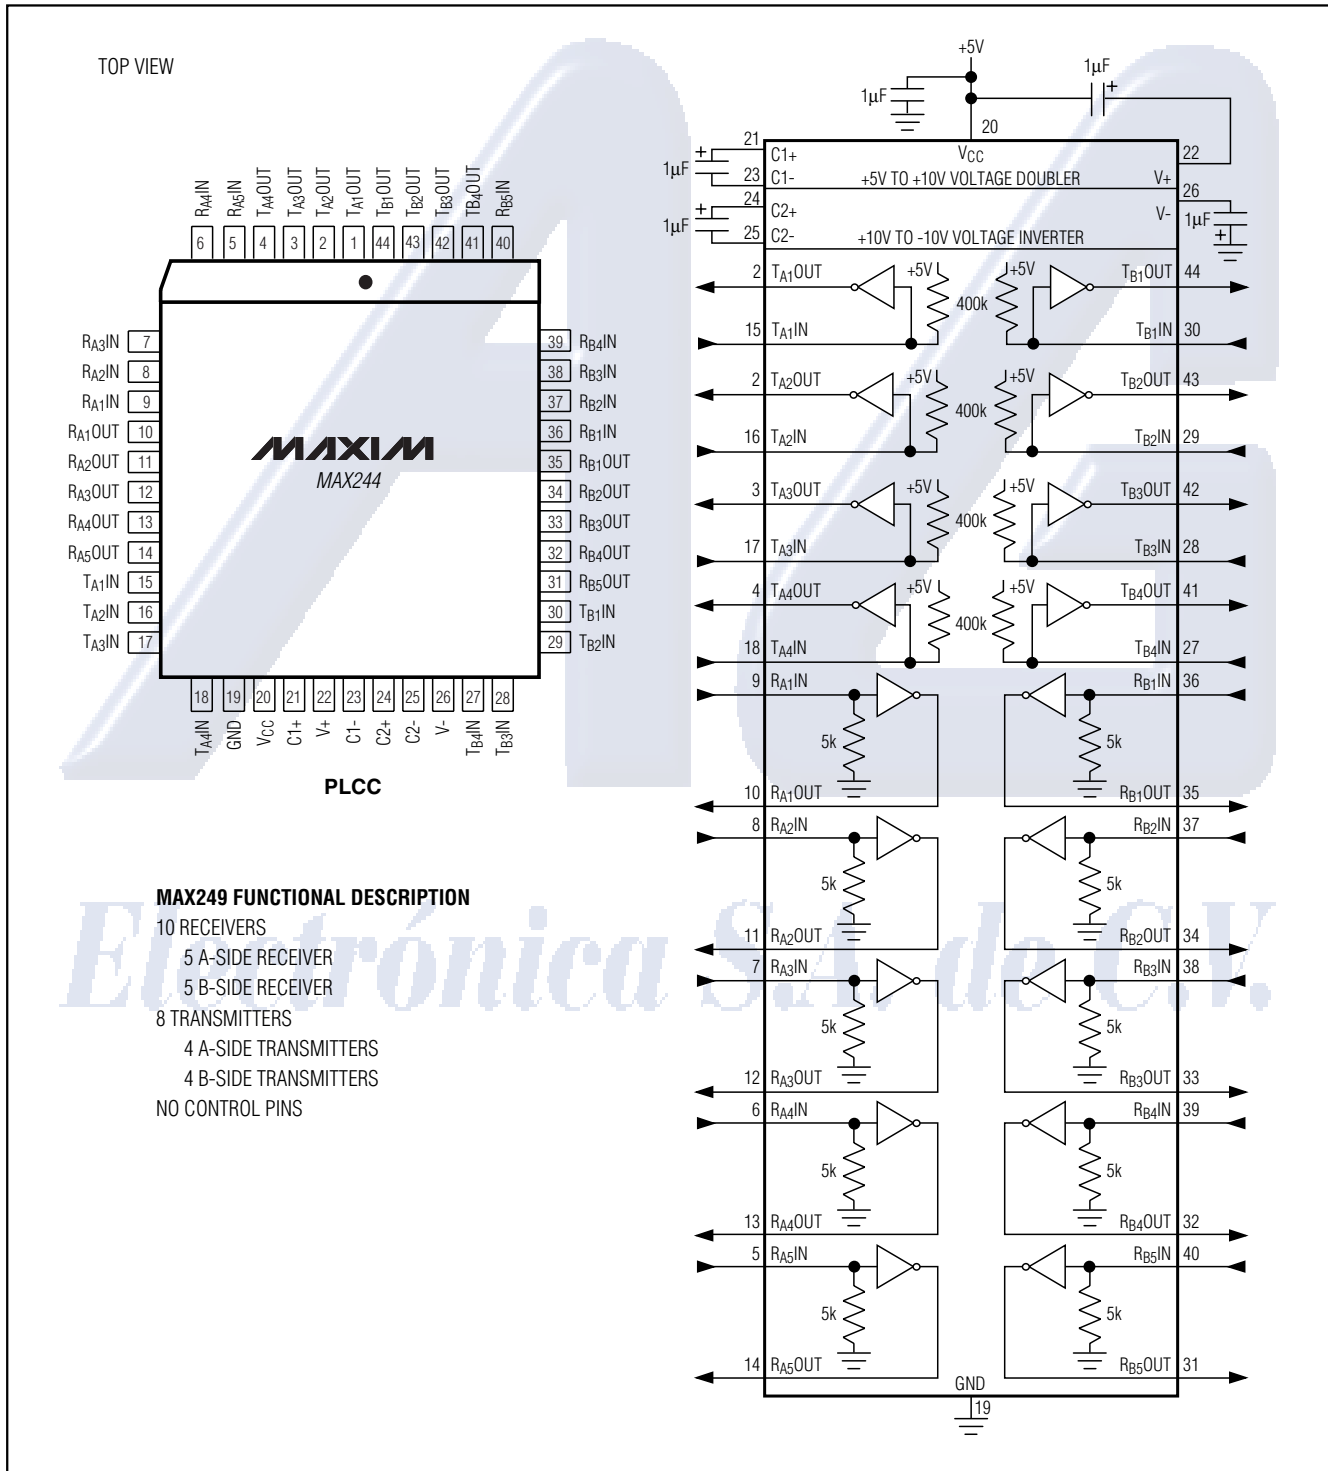 TOP VIEW
RA4IN
RA5IN
TA4OUT
TA3OUT
TA2OUT
TA1OUT
TB1OUT
TB2OUT
TB3OUT
TB4OUT
RB5IN
6 5 4 3 2 1 44 43 42 41 40
RA3IN 7
RA2IN 8
RA1IN 9
RA1OUT 10
RA2OUT 11
RA3OUT 12
RA4OUT 13
RA5OUT 14
TA1IN 15
TA2IN 16
TA3IN 17
MAXIM
MAX244
39 RB4IN
38 RB3IN
37 RB2IN
36 RB1IN
35 RB1OUT
34 RB2OUT
33 RB3OUT
32 RB4OUT
31 RB5OUT
30 TB1IN
29 TB2IN
18 19 20 21 22 23 24 25 26 27 28
TA4IN
GND
VCC
C1+
V+
C1-
C2+
C2-
V-
TB4IN
TB3IN
PLCC
MAX249 FUNCTIONAL DESCRIPTION
10 RECEIVERS
5 A-SIDE RECEIVER
5 B-SIDE RECEIVER
8 TRANSMITTERS
4 A-SIDE TRANSMITTERS
4 B-SIDE TRANSMITTERS
NO CONTROL PINS
+5V
1µF
1µF +
20
VCC
21 C1+
+ 1µF
23 C1-
+5V TO +10V VOLTAGE DOUBLER
V+ 22
24 C2+
+ 1µF
25 C2-
+10V TO -10V VOLTAGE INVERTER
V- 26
1µF +
2 TA1OUT +5V 400k +5V TB1OUT 44
15 TA1IN TB1IN 30
2 TA2OUT +5V 400k +5V TB2OUT 43
16 TA2IN TB2IN 29
3 TA3OUT +5V 400k +5V TB3OUT 42
17 TA3IN TB3IN 28
4 TA4OUT +5V 400k +5V TB4OUT 41
18 TA4IN TB4IN 27
9 RA1IN RB1IN 36
5k 5k
10 RA1OUT RB1OUT 35
8 RA2IN RB2IN 37
5k 5k
11 RA2OUT RB2OUT 34
7 RA3IN RB3IN 38
5k 5k
12 RA3OUT RB3OUT 33
6 RA4IN RB4IN 39
5k 5k
13 RA4OUT RB4OUT 32
5 RA5IN RB5IN 40
5k 5k
14 RA5OUT RB5OUT 31
GND
19
Electrónica S.A. de C.V.